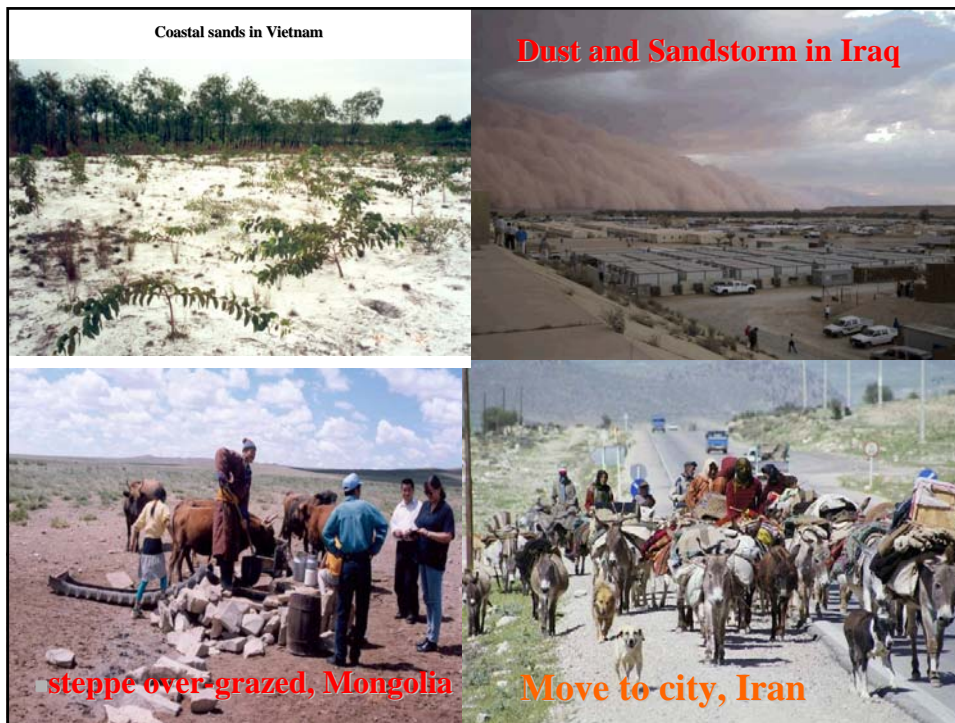 Coastal sands in Vietnam
Dust and Sandstorm in Iraq
steppe over-grazed, Mongolia
Move to city, Iran